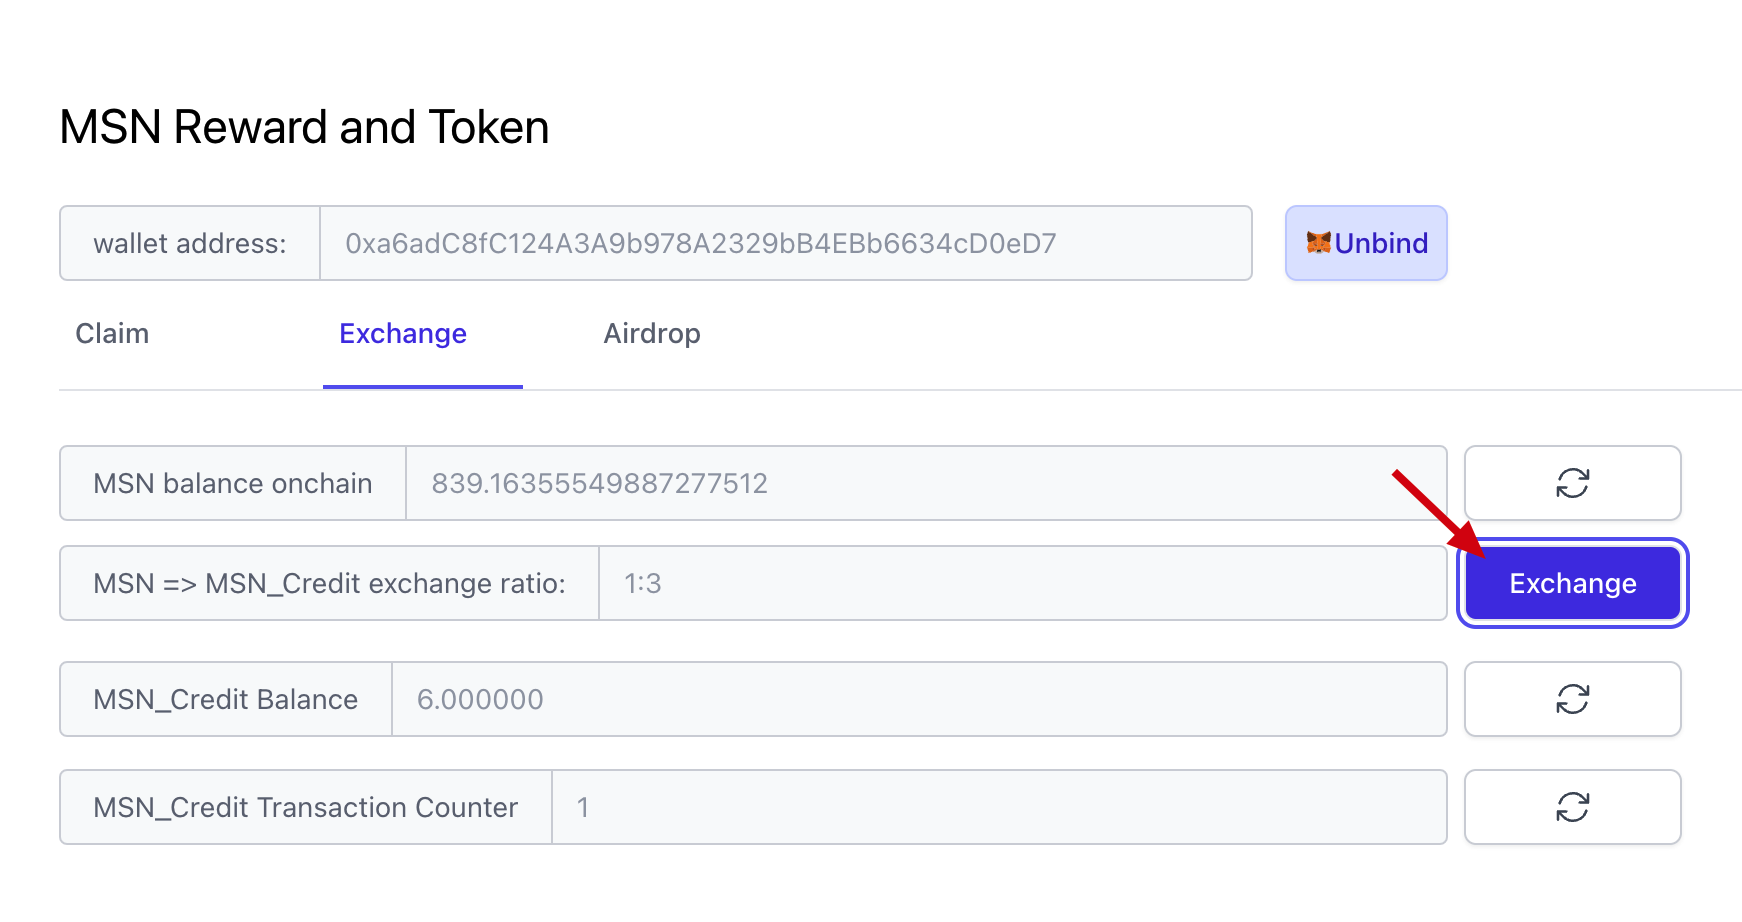 MSN Reward and Token
wallet address: 0xa6adC8fC124A3A9b978A2329bB4EBb6634cD0eD7 Unbind
Claim Exchange Airdrop
MSN balance onchain 839.16355549887277512
MSN => MSN_Credit exchange ratio: 1:3 Exchange
MSN_Credit Balance 6.000000
MSN_Credit Transaction Counter 1